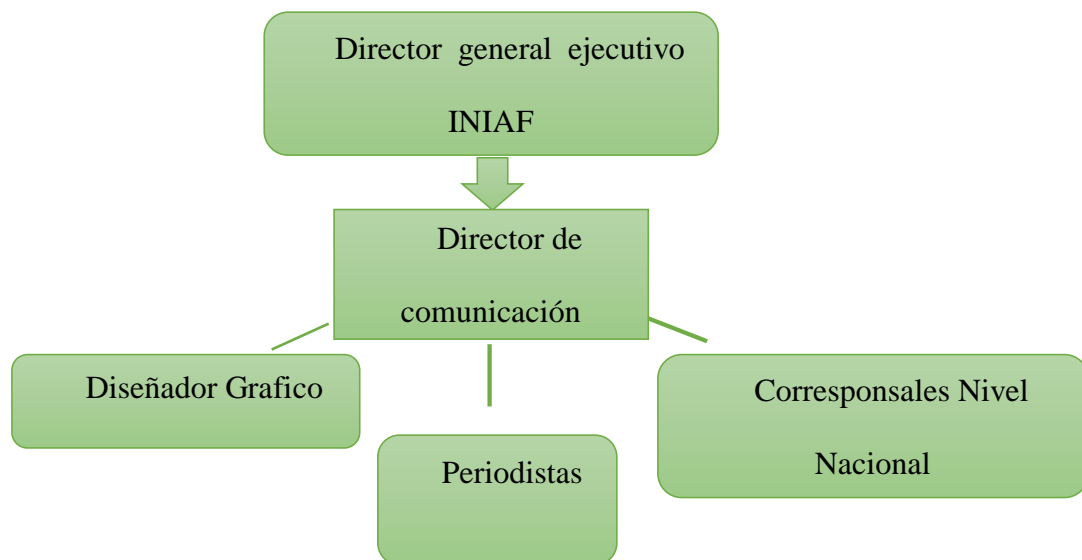 Director general ejecutivo
INIAF
Director de
comunicación
Diseñador Grafico
Periodistas
Corresponsales Nivel
Nacional